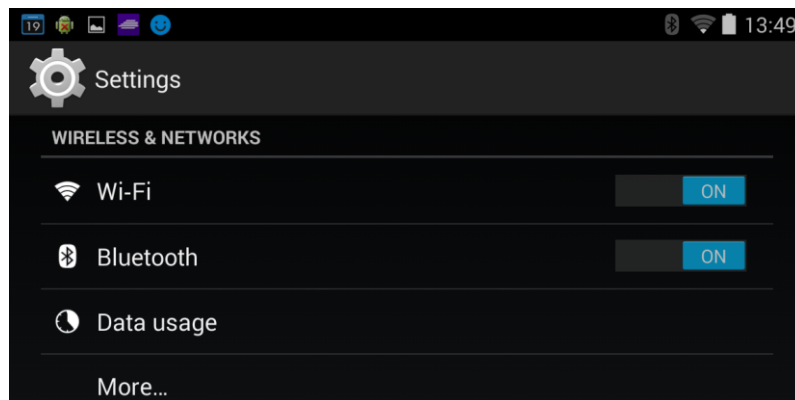 19 13:49
Settings
WIRELESS & NETWORKS
Wi-Fi ON
Bluetooth ON
Data usage
More...